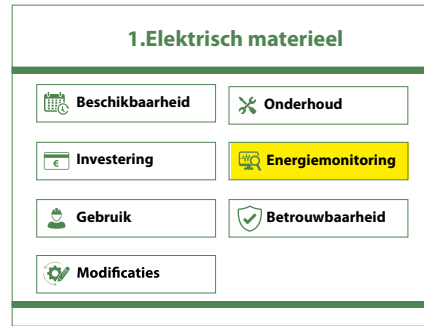 1.Elektrisch materieel
Beschikbaarheid
Onderhoud
€ Investering
Energiemonitoring
Gebruik
Betrouwbaarheid
Modificaties